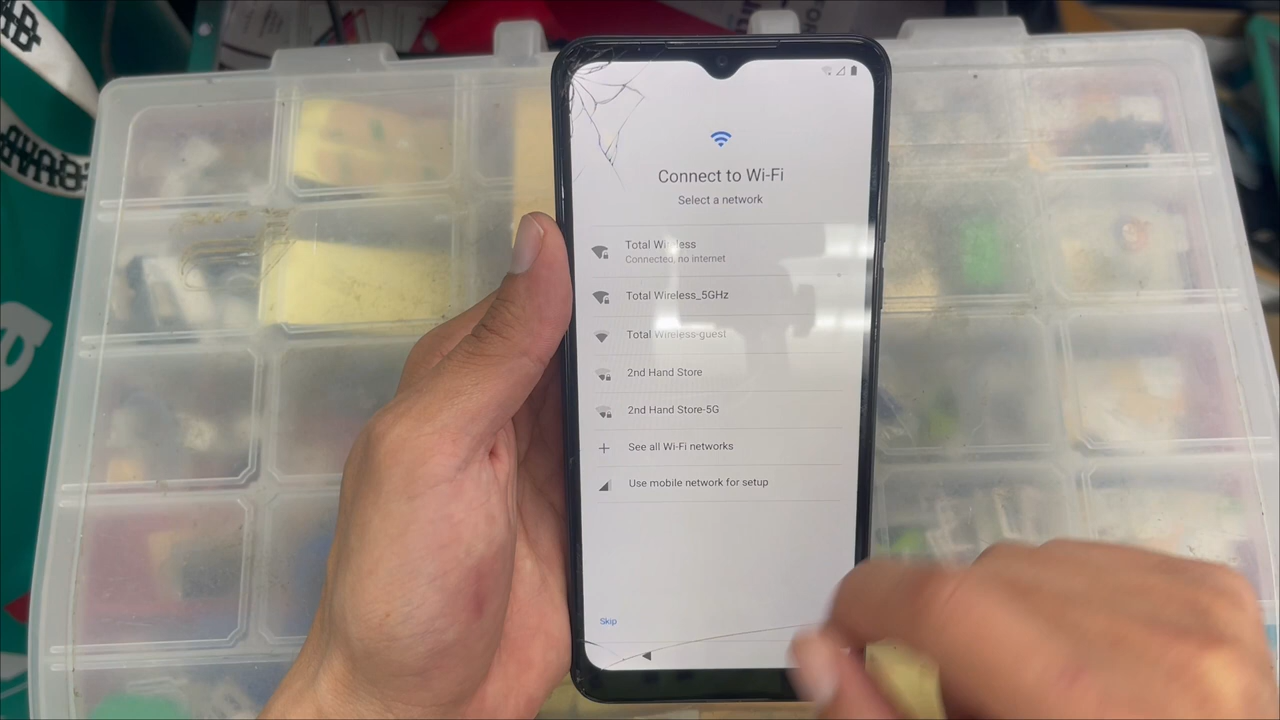 Connect to Wi-Fi
Select a network
Total Wireless
Connected, no internet
Total Wireless_5GHz
Total Wireless-guest
2nd Hand Store
2nd Hand Store-5G
See all Wi-Fi networks
Use mobile network for setup
Skip